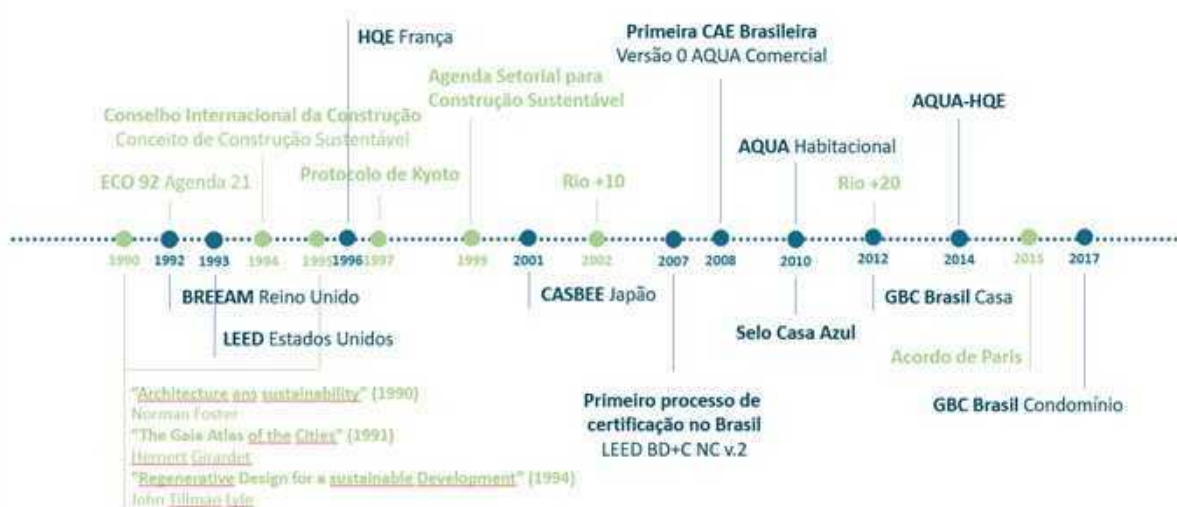 HQE França
Primeira CAE Brasileira
Versão 0 AQUA Comercial
Agenda Setorial para
Construção Sustentável
AQUA-HQE
Conselho Internacional da Construção
Conceito de Construção Sustentável
AQUA Habitacional
ECO 92 Agenda 21
Protocolo de Kyoto
Rio +10
Rio +20
1990 1992 1993 1994 1995 1996 1997 1999 2001 2002 2007 2008 2010 2012 2014 2015 2017
BREEAM Reino Unido
CASBEE Japão
GBC Brasil Casa
LEED Estados Unidos
Selo Casa Azul
Acordo de Paris
"Architecture ans sustainability" (1990)
Norman Foster
"The Gaia Atlas of the Cities" (1991)
Hernert Girardet
"Regenerative Design for a sustainable Development" (1994)
John Tillman Lyle
Primeiro processo de
certificação no Brasil
LEED BD+C NC v.2
GBC Brasil Condomínio